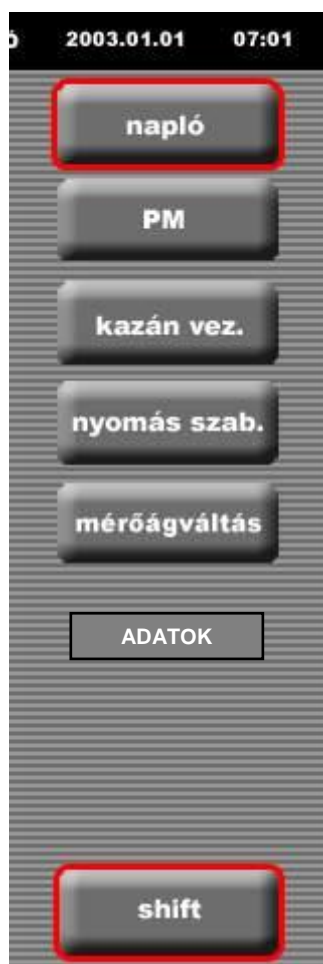 ó 2003.01.01 07:01
napló
PM
kazán vez.
nyomás szab.
mérőágváltás
ADATOK
shift